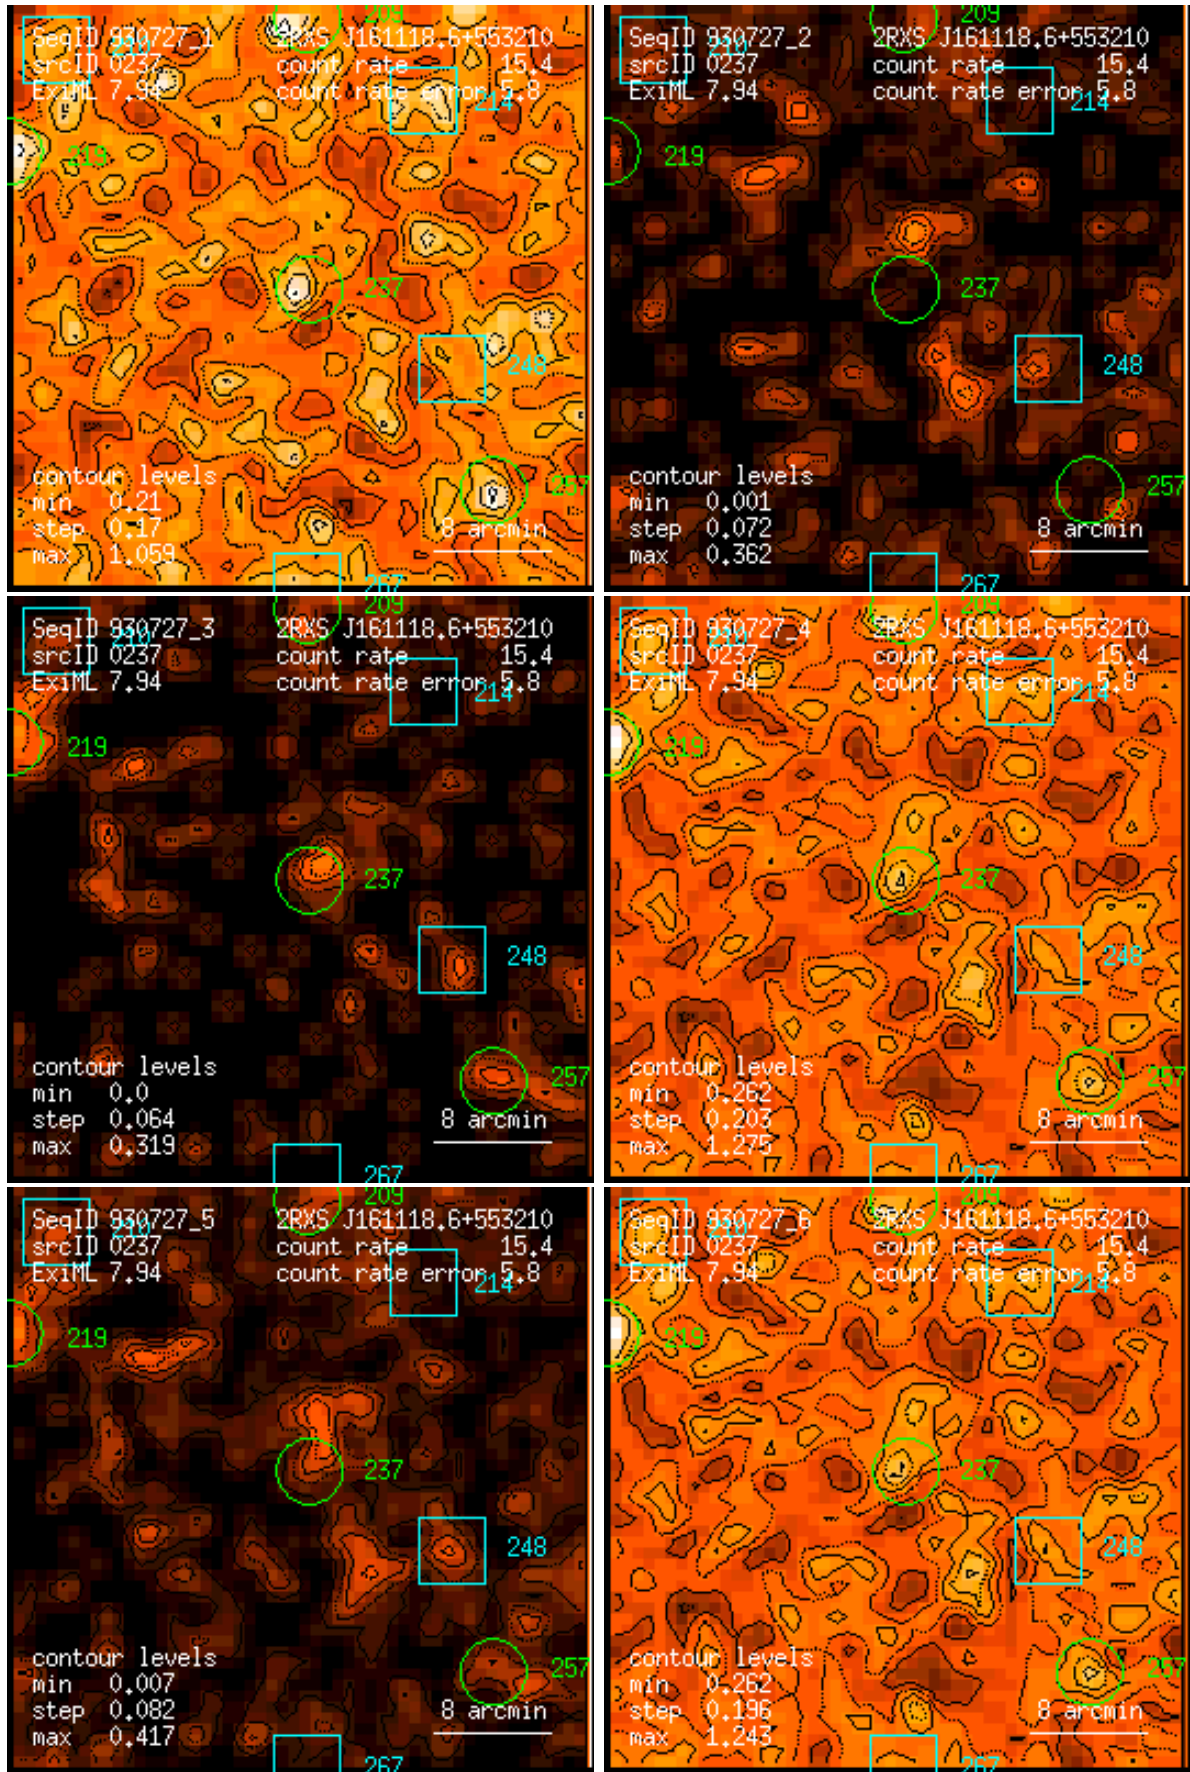 209
SeqID 930727_1 210 2RXS J161118.6+553210
srcID 0237 count rate 15.4
ExiML 7.94 count rate error 5.8
214
219
237
248
contour levels
min 0.21
step 0.17
max 1.059
257
8 arcmin
267
209
SeqID 930727_2 210 2RXS J161118.6+553210
srcID 0237 count rate 15.4
ExiML 7.94 count rate error 5.8
214
219
237
248
contour levels
min 0.001
step 0.072
max 0.362
257
8 arcmin
267
209
SeqID 930727_3 210 2RXS J161118.6+553210
srcID 0237 count rate 15.4
ExiML 7.94 count rate error 5.8
214
219
237
248
contour levels
min 0.0
step 0.064
max 0.319
257
8 arcmin
267
209
SeqID 930727_4 210 2RXS J161118.6+553210
srcID 0237 count rate 15.4
ExiML 7.94 count rate error 5.8
214
219
237
248
contour levels
min 0.262
step 0.203
max 1.275
257
8 arcmin
267
209
SeqID 930727_5 210 2RXS J161118.6+553210
srcID 0237 count rate 15.4
ExiML 7.94 count rate error 5.8
214
219
237
248
contour levels
min 0.007
step 0.082
max 0.417
257
8 arcmin
267
209
SeqID 930727_6 210 2RXS J161118.6+553210
srcID 0237 count rate 15.4
ExiML 7.94 count rate error 5.8
214
219
237
248
contour levels
min 0.262
step 0.196
max 1.243
257
8 arcmin
267